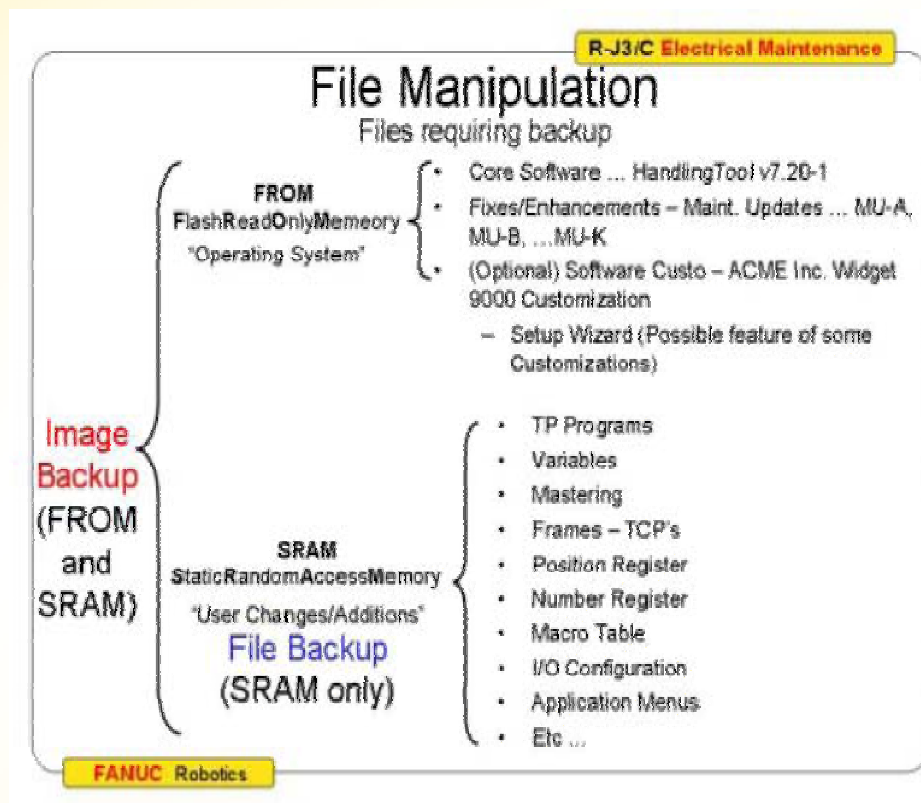 R-J3iC Electrical Maintenance
File Manipulation
Files requiring backup
FROM
FlashReadOnlyMemeory
"Operating System"
• Core Software ... HandlingTool v7.20-1
• Fixes/Enhancements – Maint. Updates ... MU-A,
MU-B, ...MU-K
• (Optional) Software Custo – ACME Inc. Widget
9000 Customization
– Setup Wizard (Possible feature of some
Customizations)
Image
Backup
(FROM
and
SRAM)
SRAM
StaticRandomAccessMemory
"User Changes/Additions"
File Backup
(SRAM only)
• TP Programs
• Variables
• Mastering
• Frames – TCP's
• Position Register
• Number Register
• Macro Table
• I/O Configuration
• Application Menus
• Etc ...
FANUC Robotics